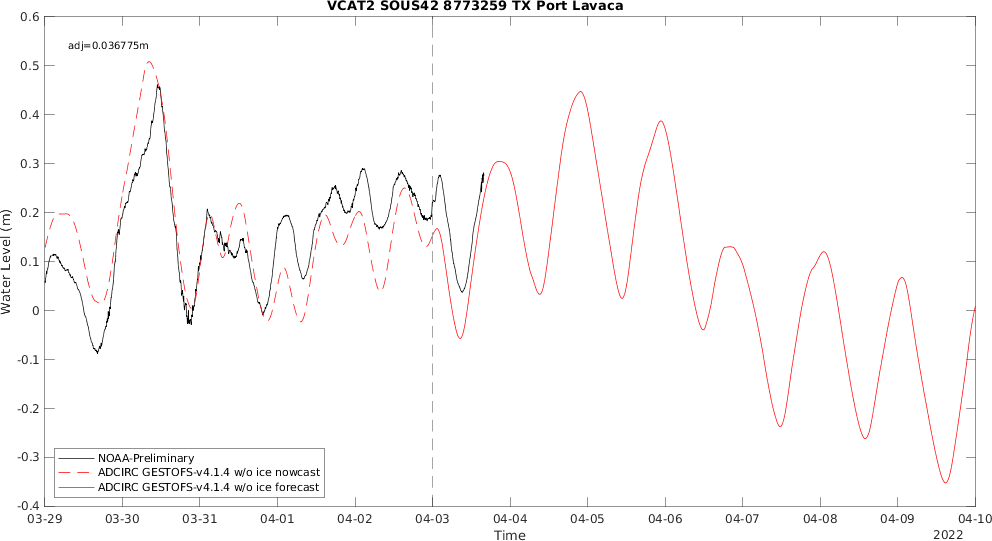 VCAT2 SOUS42 8773259 TX Port Lavaca
adj=0.036775m
Water Level (m)
0.6
0.5
0.4
0.3
0.2
0.1
0
-0.1
-0.2
-0.3
-0.4
NOAA-Preliminary
ADCIRC GESTOFS-v4.1.4 w/o ice nowcast
ADCIRC GESTOFS-v4.1.4 w/o ice forecast
03-29 03-30 03-31 04-01 04-02 04-03 04-04 04-05 04-06 04-07 04-08 04-09 04-10
Time
2022